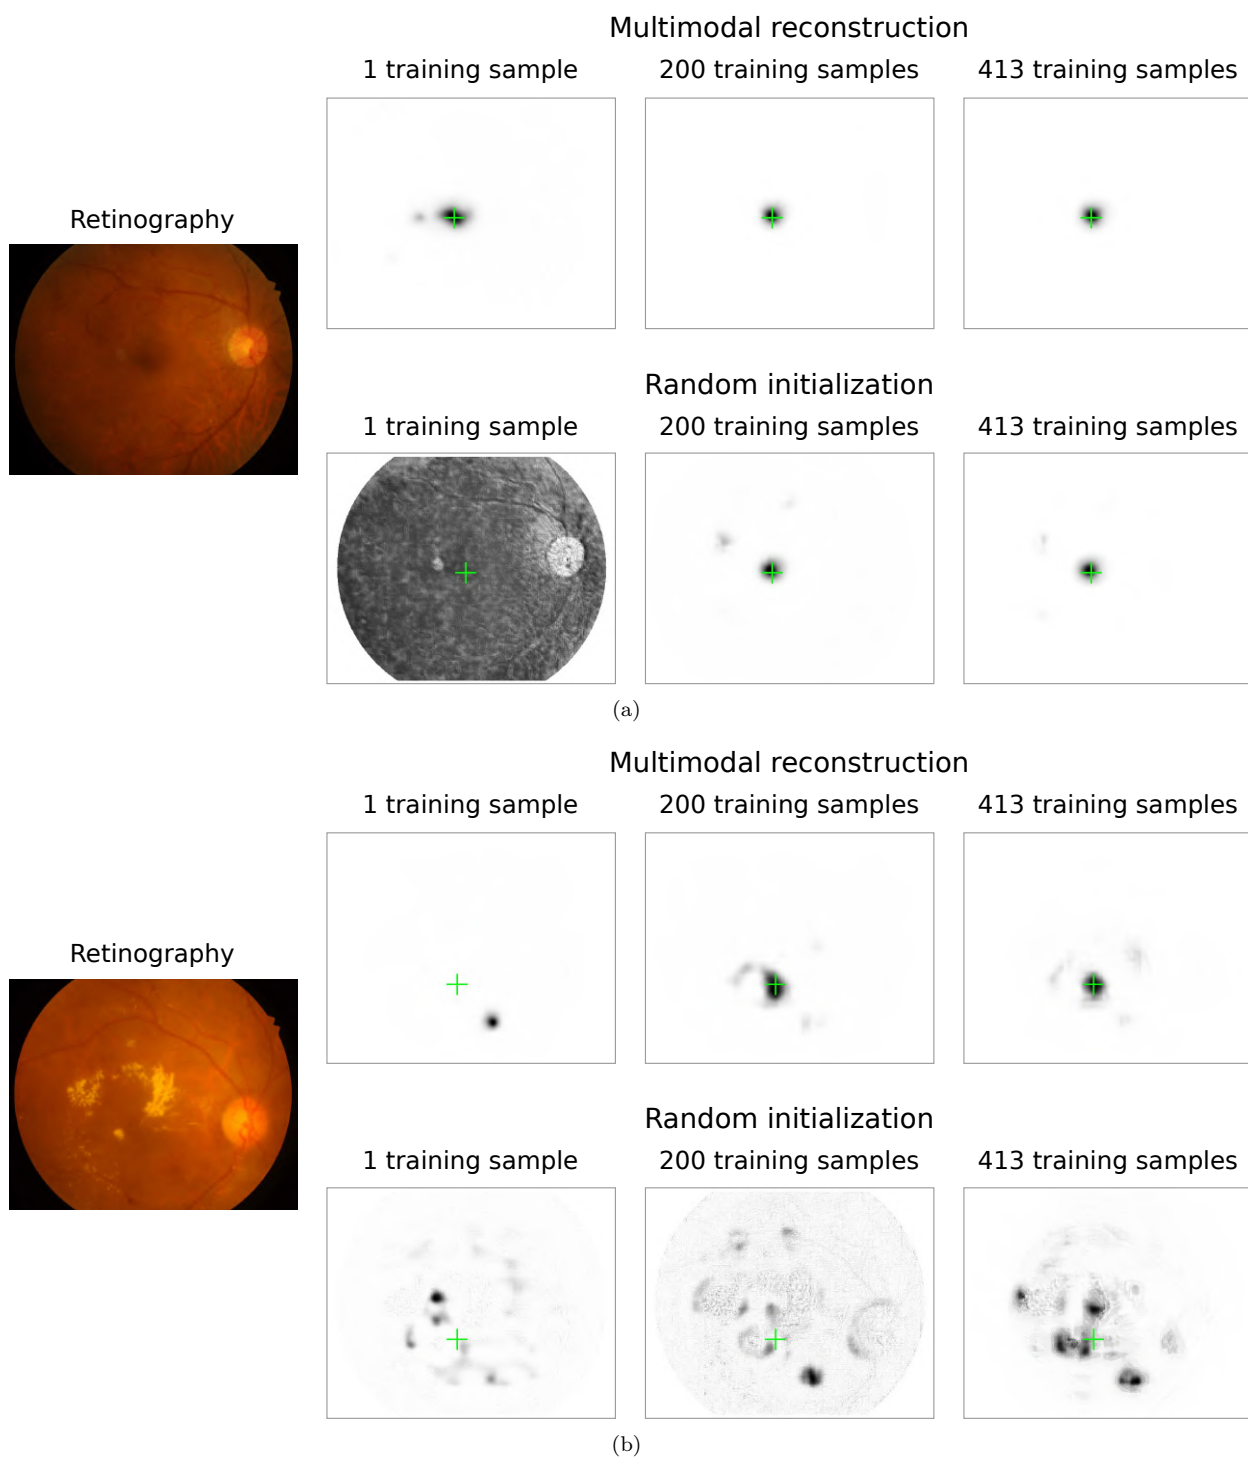 Multimodal reconstruction
1 training sample
200 training samples
413 training samples
Retinography
Random initialization
1 training sample
200 training samples
413 training samples
(a)
Multimodal reconstruction
1 training sample
200 training samples
413 training samples
Retinography
Random initialization
1 training sample
200 training samples
413 training samples
(b)